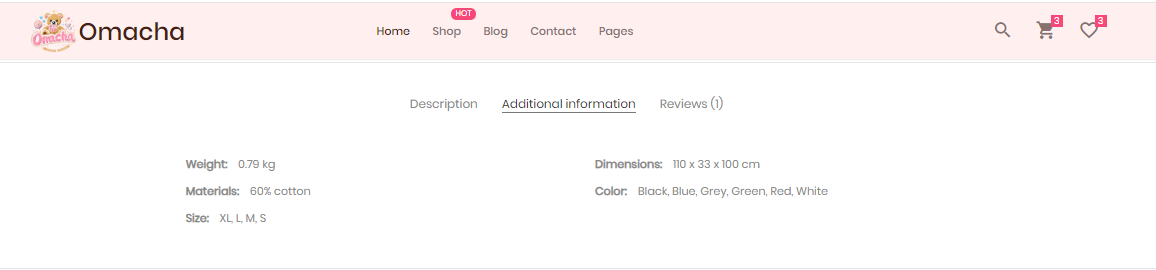 HOT
Omacha
Omacha Home Shop Blog Contact Pages 3 3
Description Additional information Reviews (1)
Weight: 0.79 kg Dimensions: 110 x 33 x 100 cm
Materials: 60% cotton Color: Black, Blue, Grey, Green, Red, White
Size: XL, L, M, S